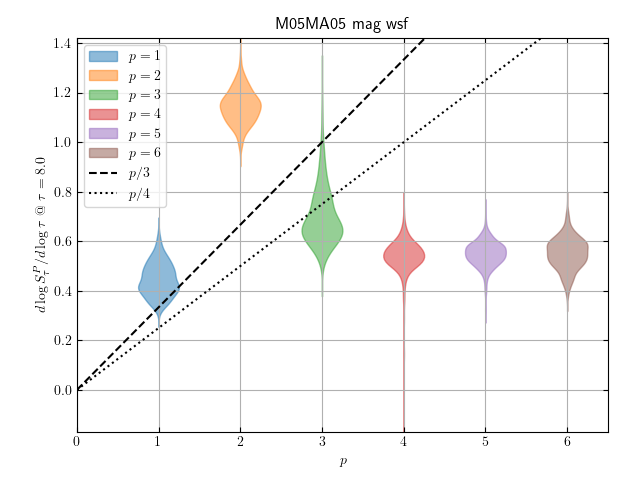 M05MA05 mag wsf
d log S_τ^P / d log τ @ τ = 8.0
1.4
1.2
1.0
0.8
0.6
0.4
0.2
0.0
p = 1
p = 2
p = 3
p = 4
p = 5
p = 6
p/3
p/4
0 1 2 3 4 5 6
p